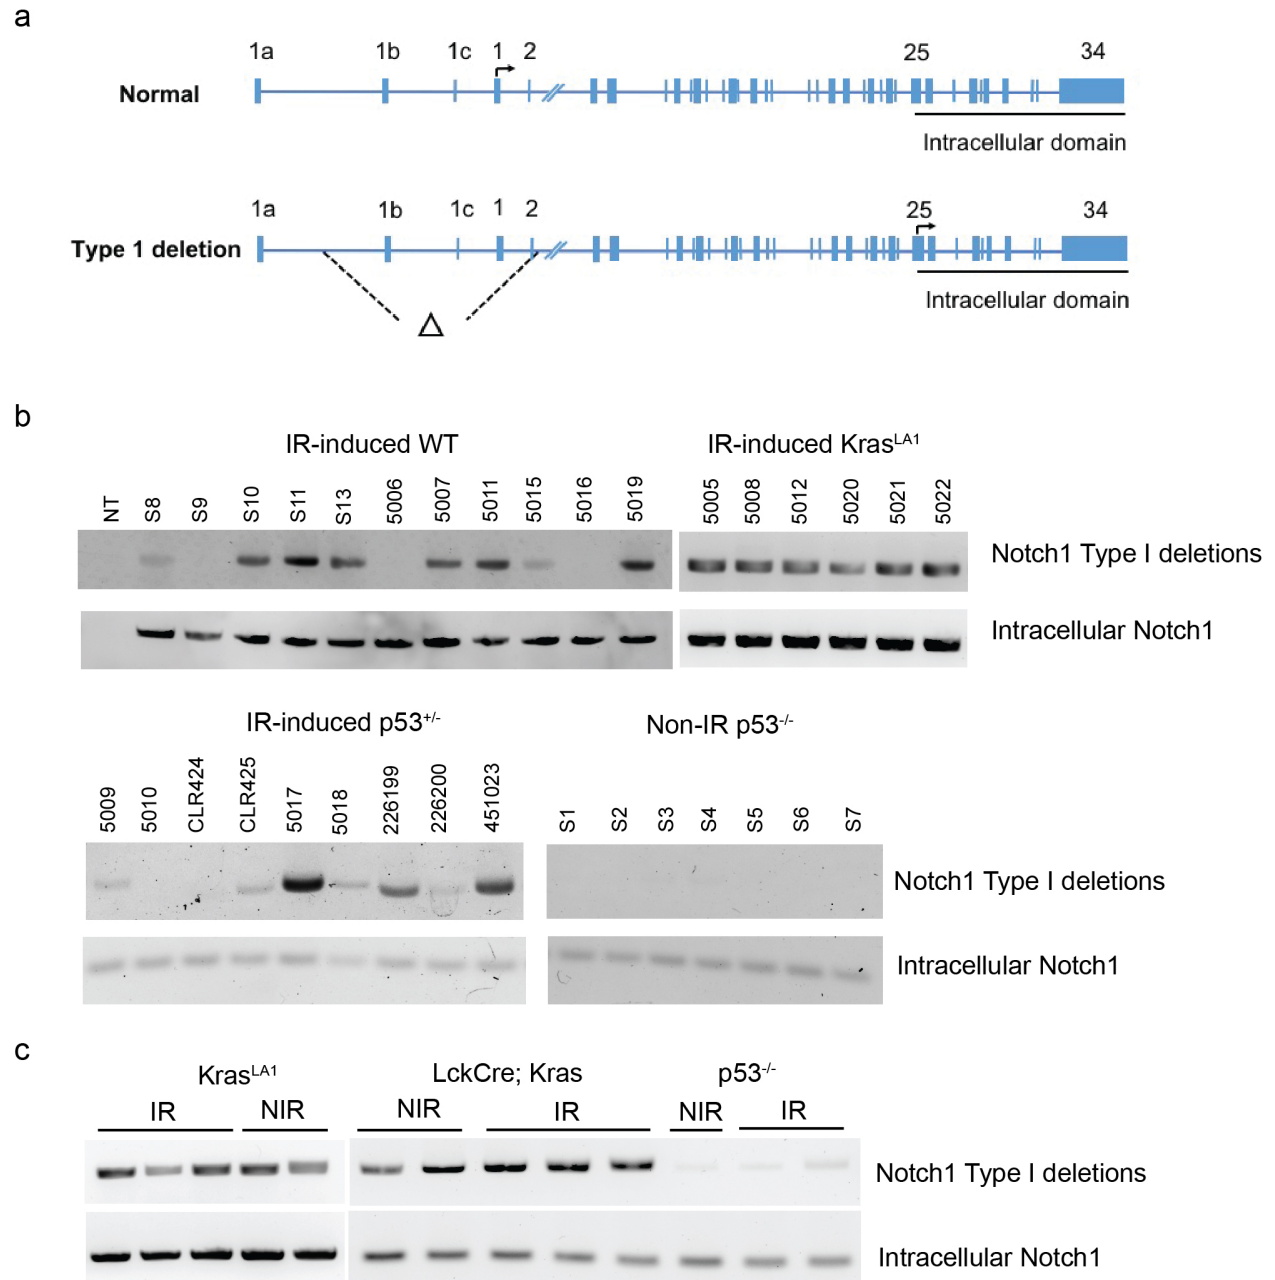 a
1a 1b 1c 1 2 25 34
Normal
Intracellular domain
1a 1b 1c 1 2 25 34
Type 1 deletion
Intracellular domain
△
b
IR-induced WT
IR-induced KrasLA1
NT S8 S9 S10 S11 S13 5006 5007 5011 5015 5016 5019
5005 5008 5012 5020 5021 5022
Notch1 Type I deletions
Intracellular Notch1
IR-induced p53+/-
Non-IR p53-/-
5009 5010 CLR424 CLR425 5017 5018 226199 226200 451023
S1 S2 S3 S4 S5 S6 S7
Notch1 Type I deletions
Intracellular Notch1
c
KrasLA1 LckCre; Kras p53-/-
IR NIR NIR IR NIR IR
Notch1 Type I deletions
Intracellular Notch1